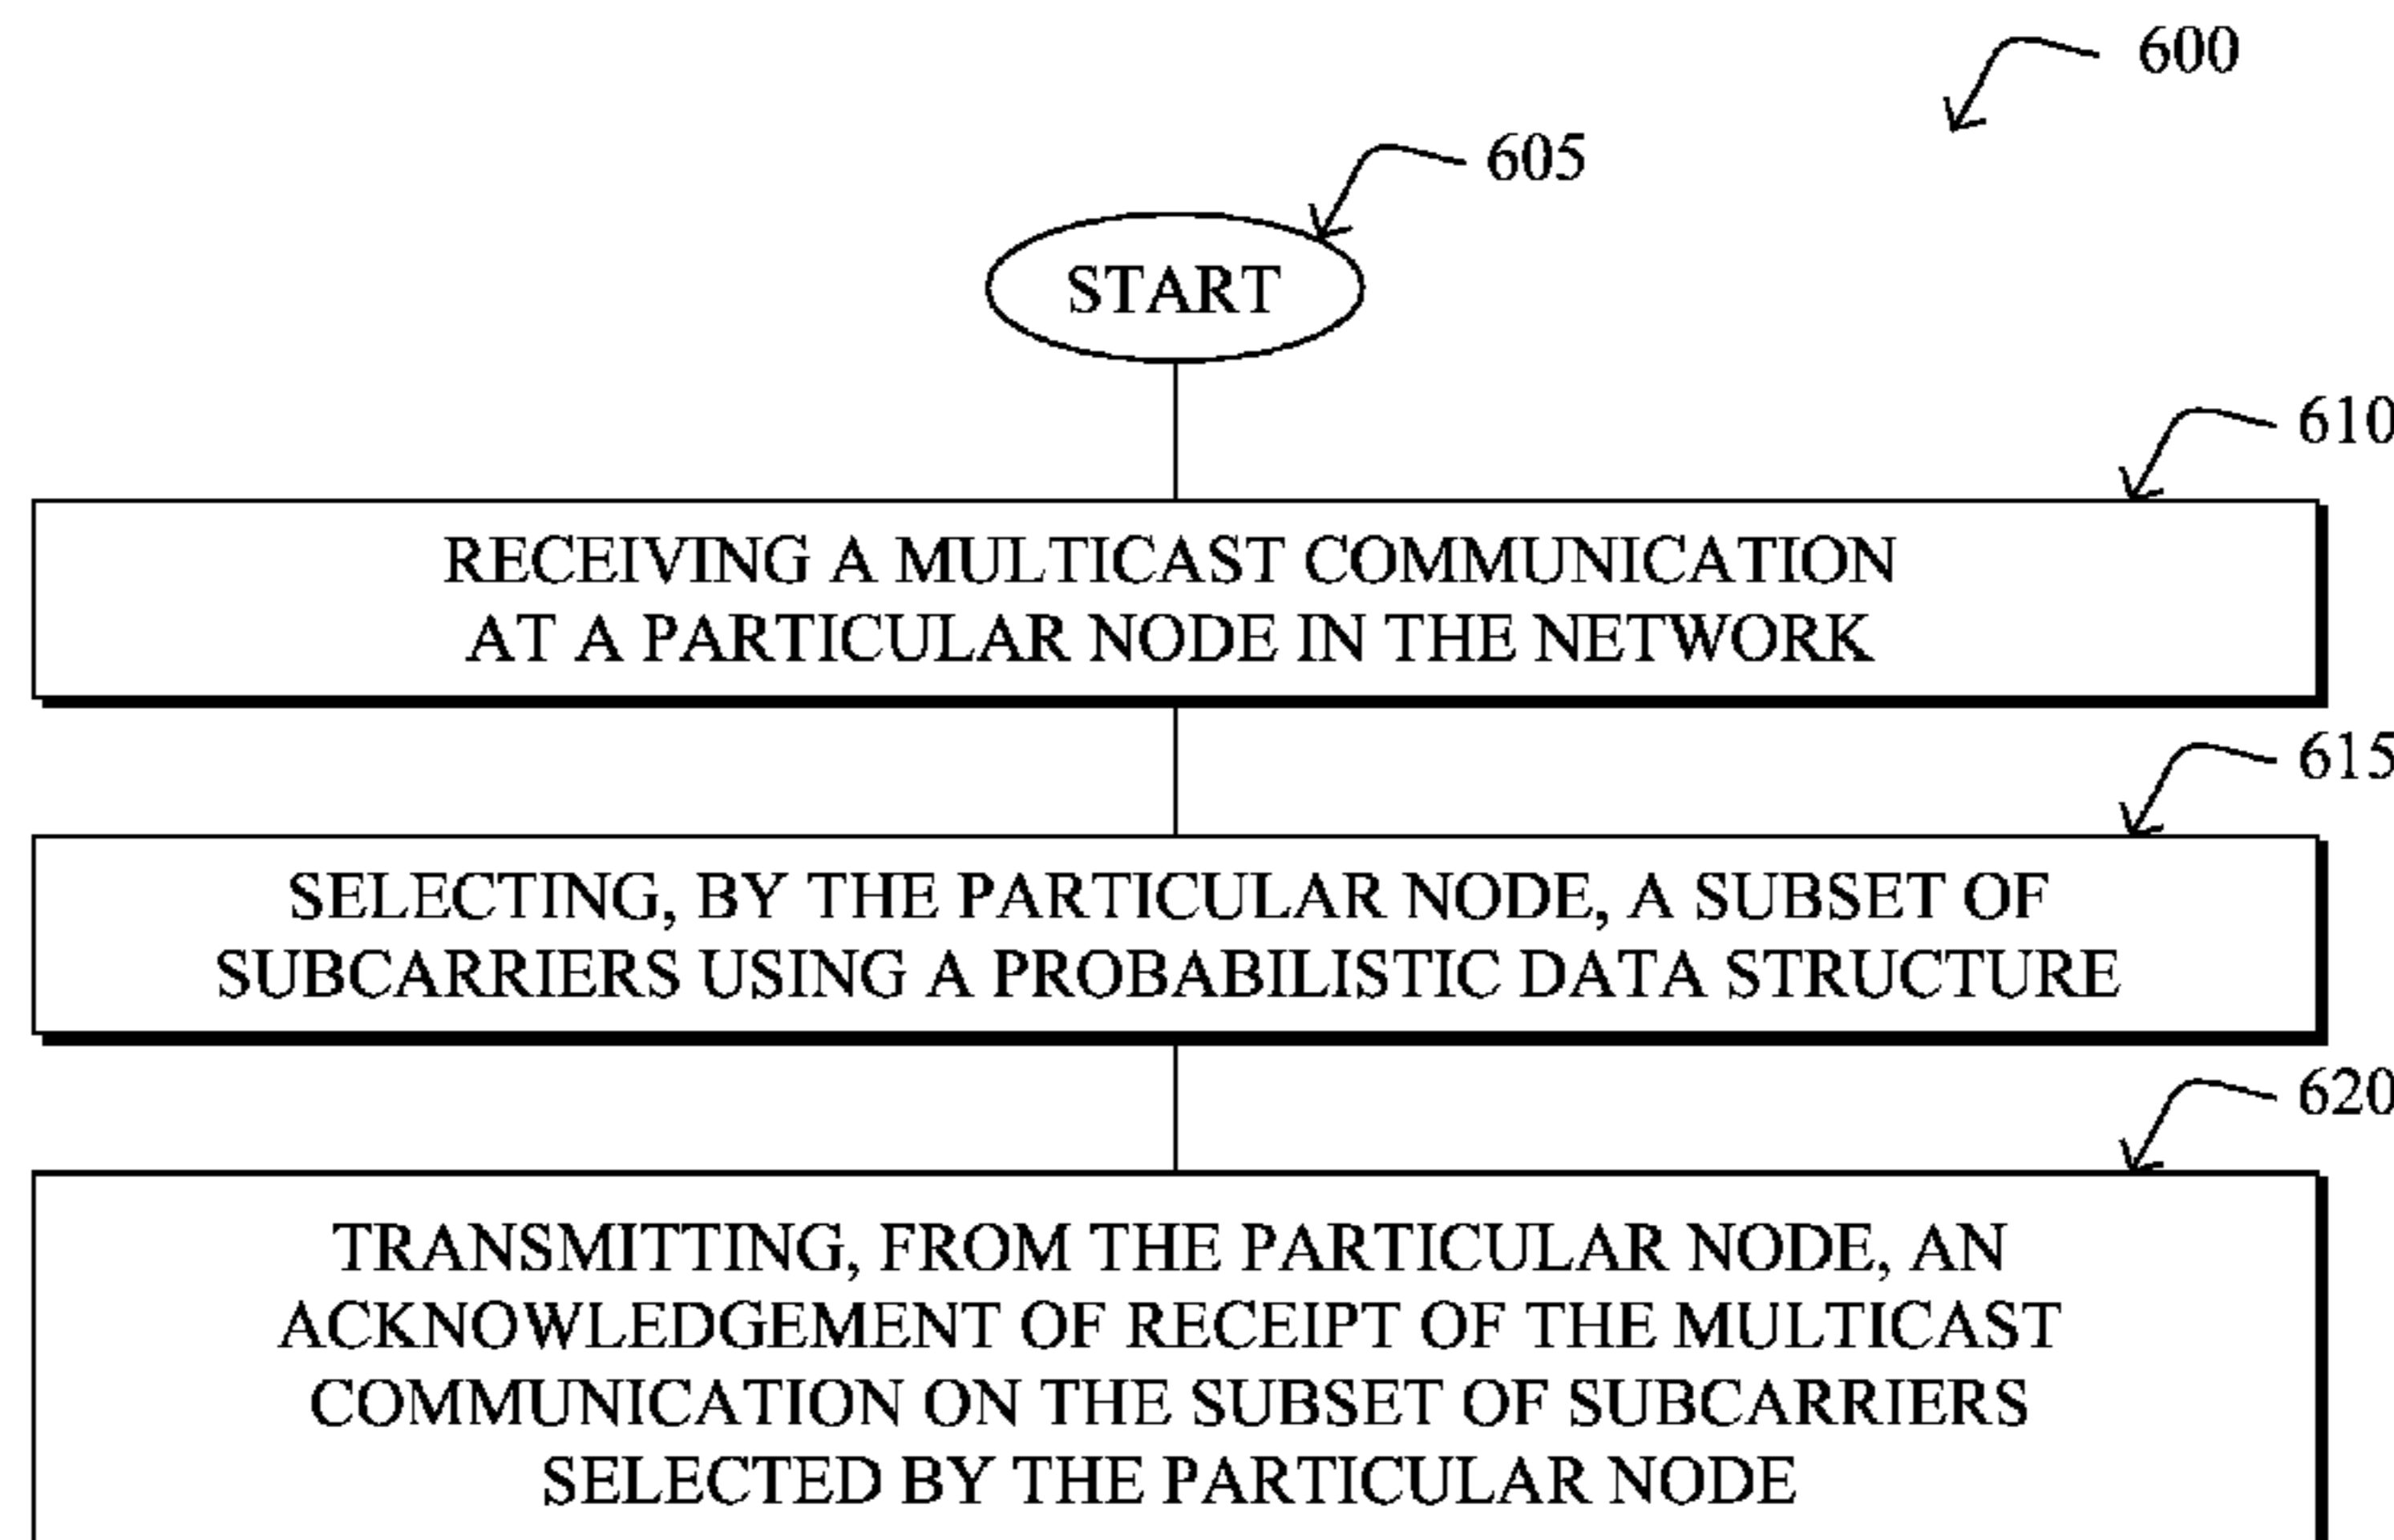 600
605
START
610
RECEIVING A MULTICAST COMMUNICATION
AT A PARTICULAR NODE IN THE NETWORK
615
SELECTING, BY THE PARTICULAR NODE, A SUBSET OF
SUBCARRIERS USING A PROBABILISTIC DATA STRUCTURE
620
TRANSMITTING, FROM THE PARTICULAR NODE, AN
ACKNOWLEDGEMENT OF RECEIPT OF THE MULTICAST
COMMUNICATION ON THE SUBSET OF SUBCARRIERS
SELECTED BY THE PARTICULAR NODE